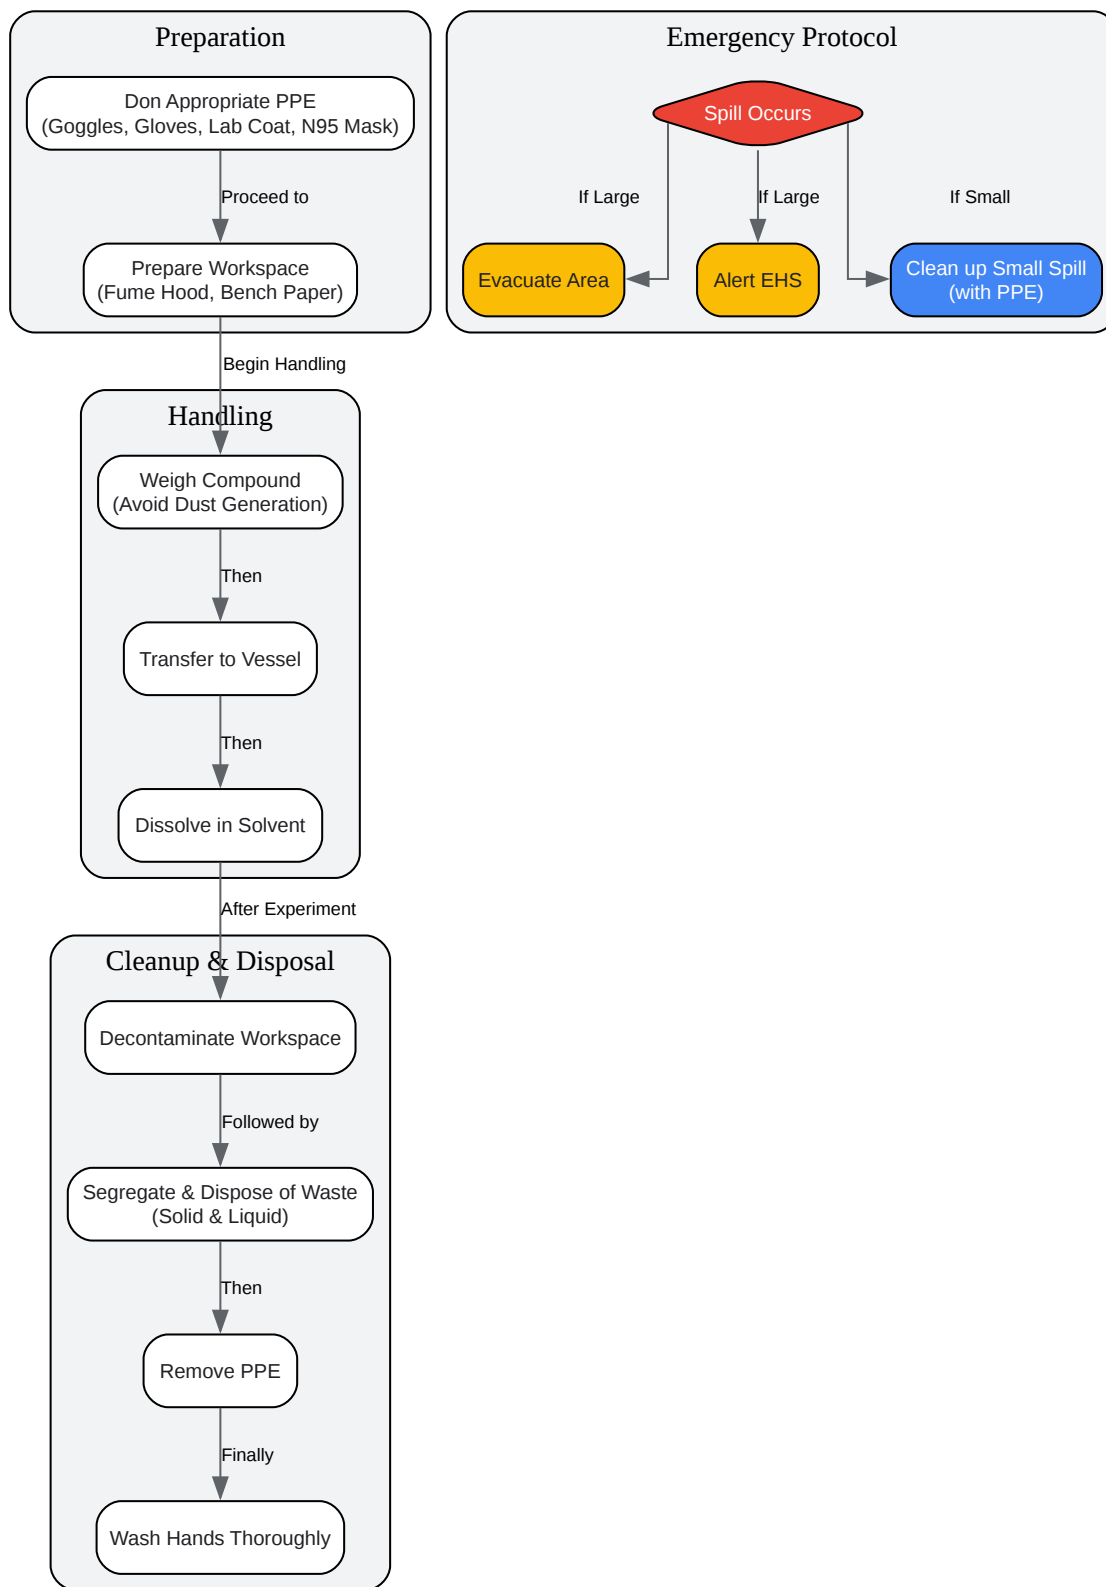 Preparation
Don Appropriate PPE
(Goggles, Gloves, Lab Coat, N95 Mask)
Proceed to
Prepare Workspace
(Fume Hood, Bench Paper)
Begin Handling
Handling
Weigh Compound
(Avoid Dust Generation)
Then
Transfer to Vessel
Then
Dissolve in Solvent
After Experiment
Cleanup & Disposal
Decontaminate Workspace
Followed by
Segregate & Dispose of Waste
(Solid & Liquid)
Then
Remove PPE
Finally
Wash Hands Thoroughly
Emergency Protocol
Spill Occurs
If Large
If Large
If Small
Evacuate Area
Alert EHS
Clean up Small Spill
(with PPE)